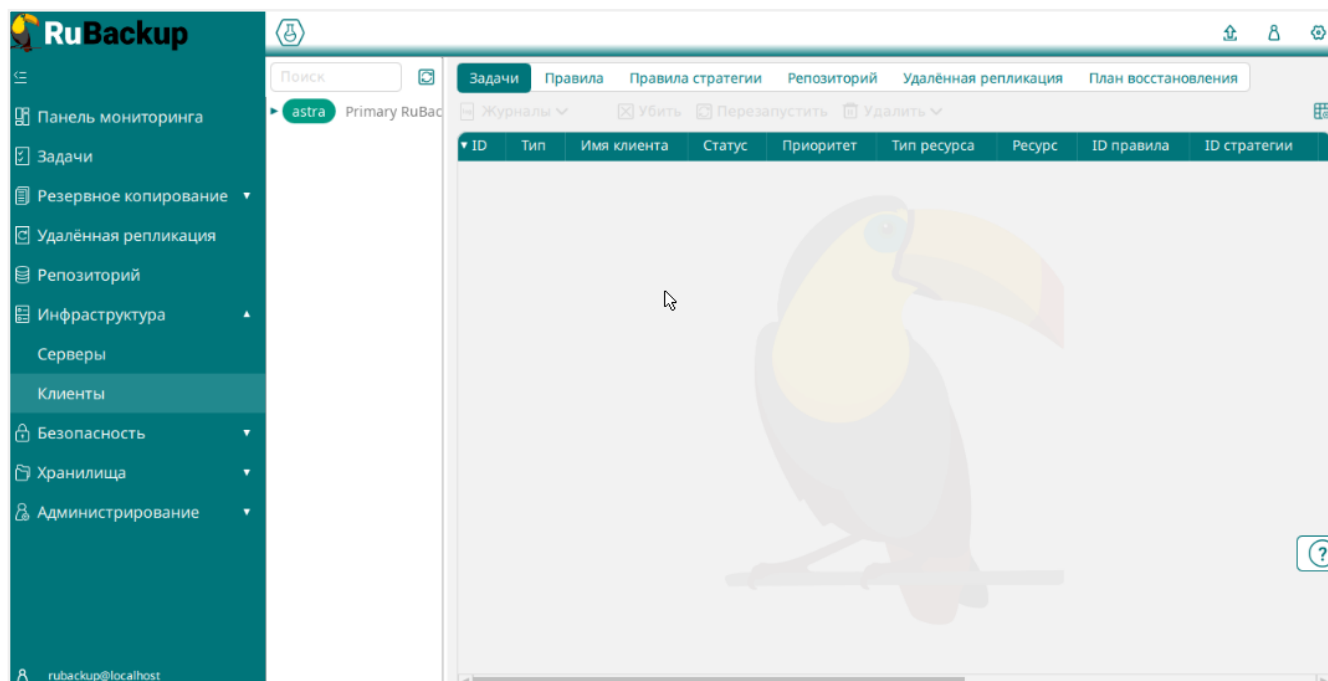 RuBackup
Панель мониторинга
Задачи
Резервное копирование
Удалённая репликация
Репозиторий
Инфраструктура
Серверы
Клиенты
Безопасность
Хранилища
Администрирование
rubackup@localhost
Поиск
astra Primary RuBac
Задачи Правила Правила стратегии Репозиторий Удалённая репликация План восстановления
Журналы Убить Перезапустить Удалить
ID Тип Имя клиента Статус Приоритет Тип ресурса Ресурс ID правила ID стратегии
?